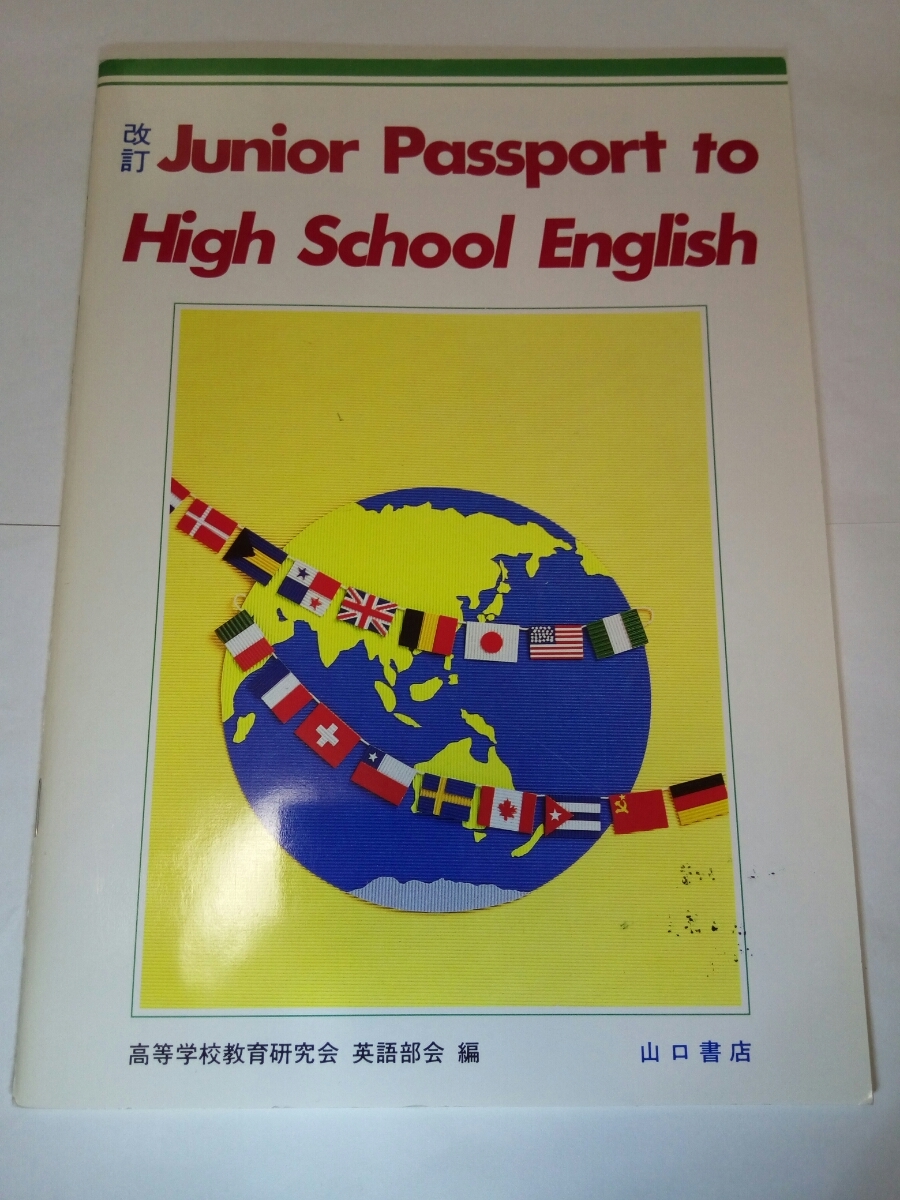 改訂 Junior Passport to
High School English
高等学校教育研究会 英語部会 編
山口書店